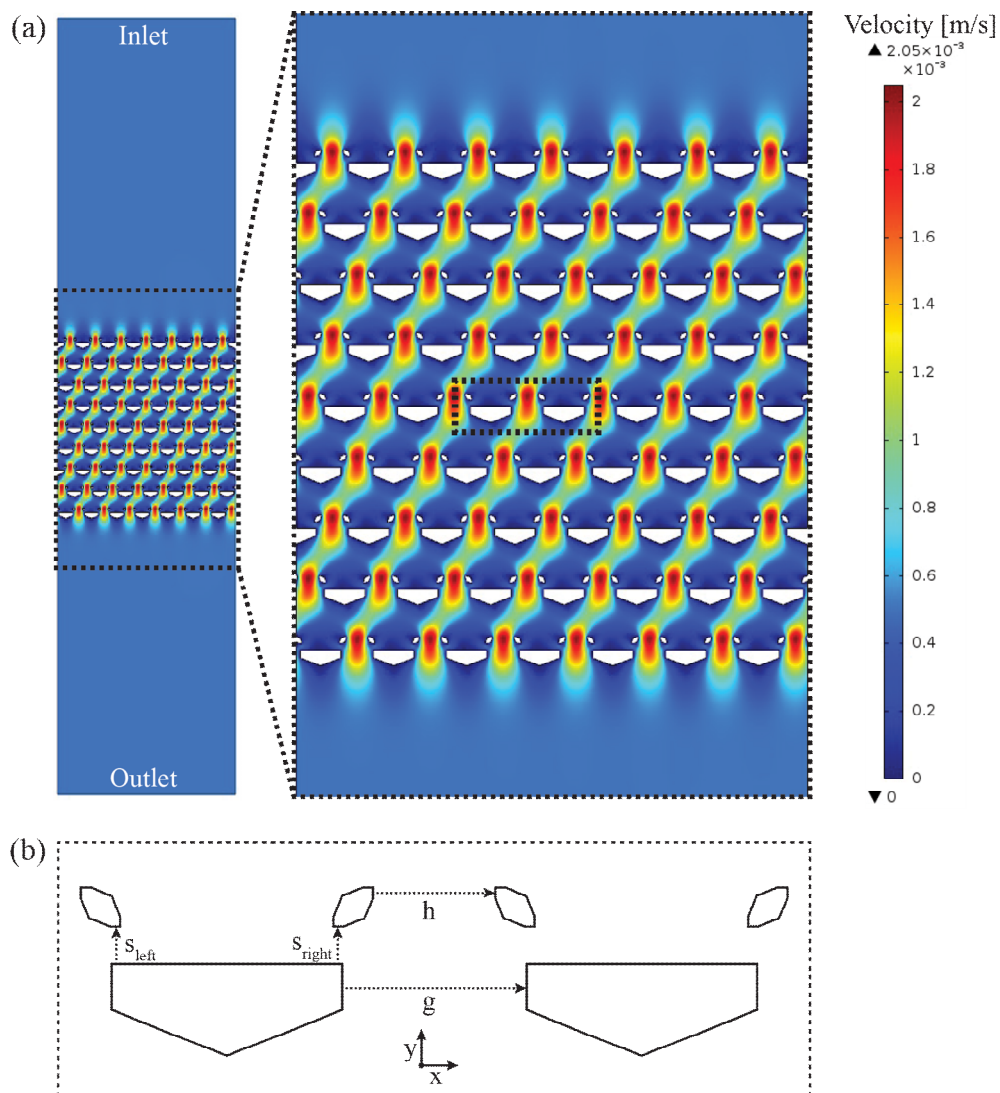 (a)
Inlet
Outlet
Velocity [m/s]
▲ 2.05×10⁻³
×10⁻³
2
1.8
1.6
1.4
1.2
1
0.8
0.6
0.4
0.2
0
▼ 0
(b)
h
s_left
s_right
g
y
x